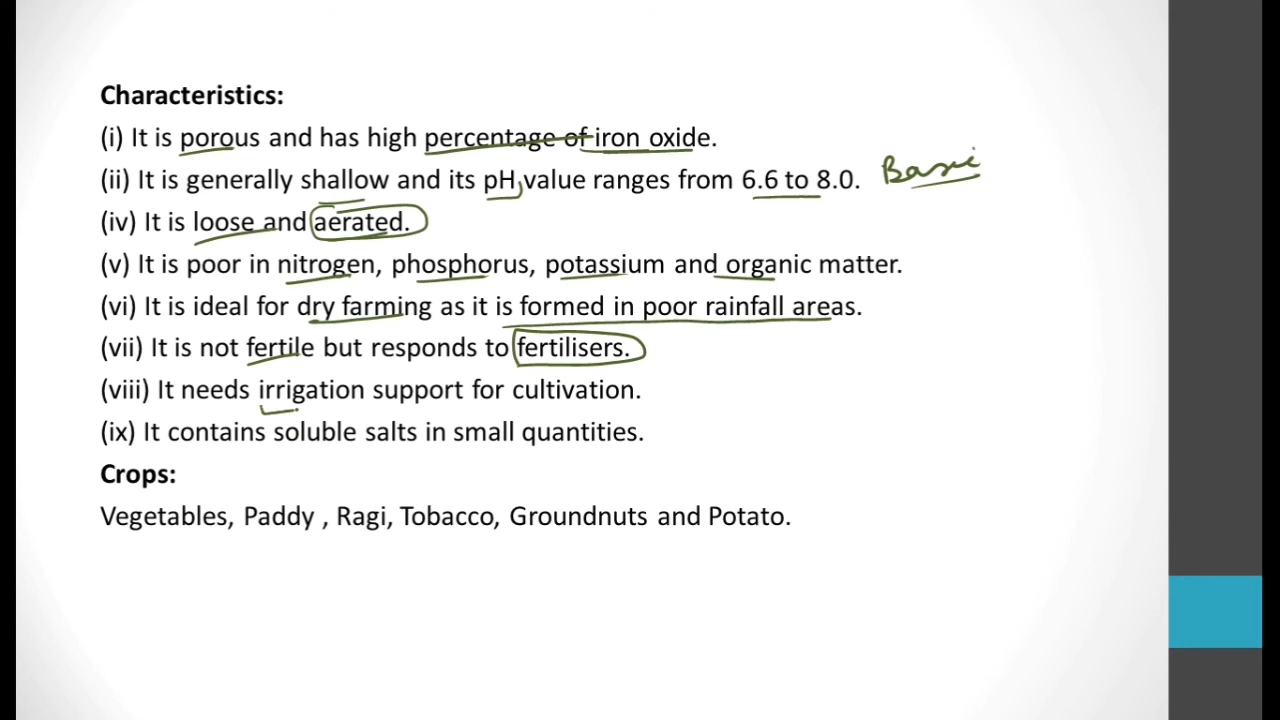 Characteristics:
(i) It is porous and has high percentage of iron oxide.
(ii) It is generally shallow and its pH value ranges from 6.6 to 8.0. Basic
(iv) It is loose and aerated.
(v) It is poor in nitrogen, phosphorus, potassium and organic matter.
(vi) It is ideal for dry farming as it is formed in poor rainfall areas.
(vii) It is not fertile but responds to fertilisers.
(viii) It needs irrigation support for cultivation.
(ix) It contains soluble salts in small quantities.
Crops:
Vegetables, Paddy , Ragi, Tobacco, Groundnuts and Potato.